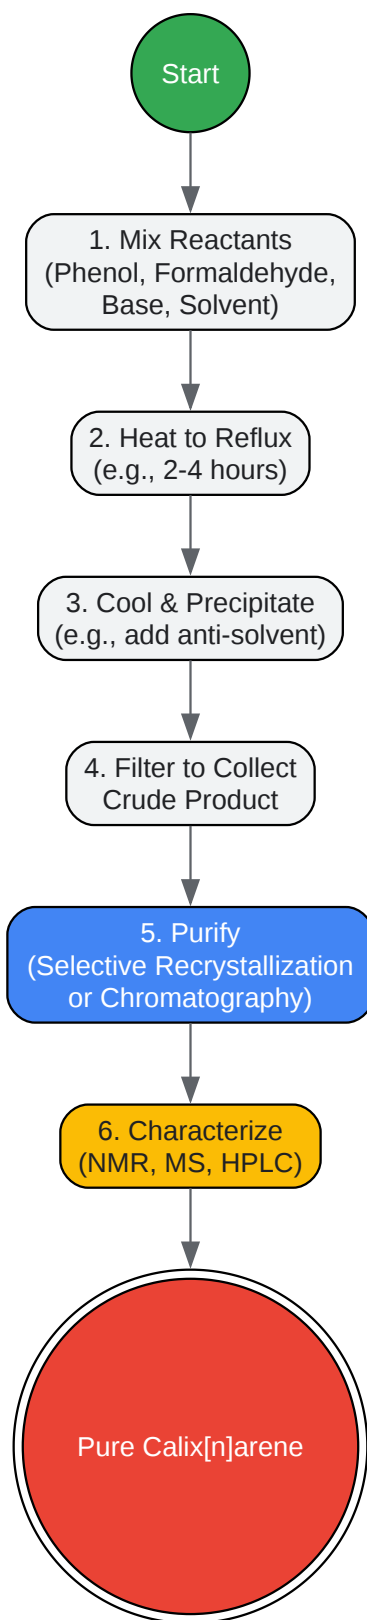 Start
1. Mix Reactants
(Phenol, Formaldehyde,
Base, Solvent)
2. Heat to Reflux
(e.g., 2-4 hours)
3. Cool & Precipitate
(e.g., add anti-solvent)
4. Filter to Collect
Crude Product
5. Purify
(Selective Recrystallization
or Chromatography)
6. Characterize
(NMR, MS, HPLC)
Pure Calix[n]arene